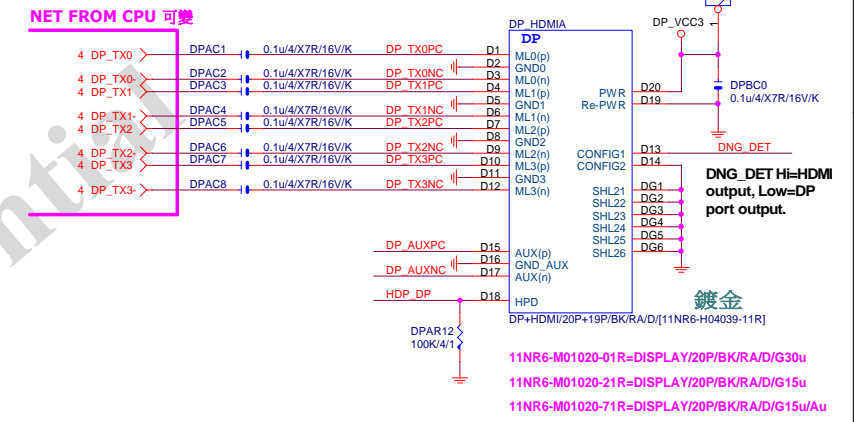 NET FROM CPU 可變
4 DP_TX0 DPAC1 0.1u/4/X7R/16V/K DP_TX0PC D1
4 DP_TX0- DPAC2 0.1u/4/X7R/16V/K DP_TX0NC D3
4 DP_TX1 DPAC3 0.1u/4/X7R/16V/K DP_TX1PC D4
4 DP_TX1- DPAC4 0.1u/4/X7R/16V/K DP_TX1NC D6
4 DP_TX2 DPAC5 0.1u/4/X7R/16V/K DP_TX2PC D7
4 DP_TX2- DPAC6 0.1u/4/X7R/16V/K DP_TX2NC D9
4 DP_TX3 DPAC7 0.1u/4/X7R/16V/K DP_TX3PC D10
4 DP_TX3- DPAC8 0.1u/4/X7R/16V/K DP_TX3NC D12
D2
D5
D8
D11
DP_AUXPC D15
D16
DP_AUXNC D17
HDP_DP D18
DPAR12
100K/4/1
DP_HDMIA
DP
ML0(p)
GND0
ML0(n)
ML1(p)
GND1
ML1(n)
ML2(p)
GND2
ML2(n)
ML3(p)
GND3
ML3(n)
AUX(p)
GND_AUX
AUX(n)
HPD
PWR D20
Re-PWR D19
CONFIG1 D13 DNG_DET
CONFIG2 D14
SHL21 DG1
SHL22 DG2
SHL23 DG3
SHL24 DG4
SHL25 DG5
SHL26 DG6
DP_VCC3
1
DPBC0
0.1u/4/X7R/16V/K
DNG_DET Hi=HDMI
output, Low=DP
port output.
鍍金
DP+HDMI/20P+19P/BK/RA/D/[11NR6-H04039-11R]
11NR6-M01020-01R=DISPLAY/20P/BK/RA/D/G30u
11NR6-M01020-21R=DISPLAY/20P/BK/RA/D/G15u
11NR6-M01020-71R=DISPLAY/20P/BK/RA/D/G15u/Au
ntial